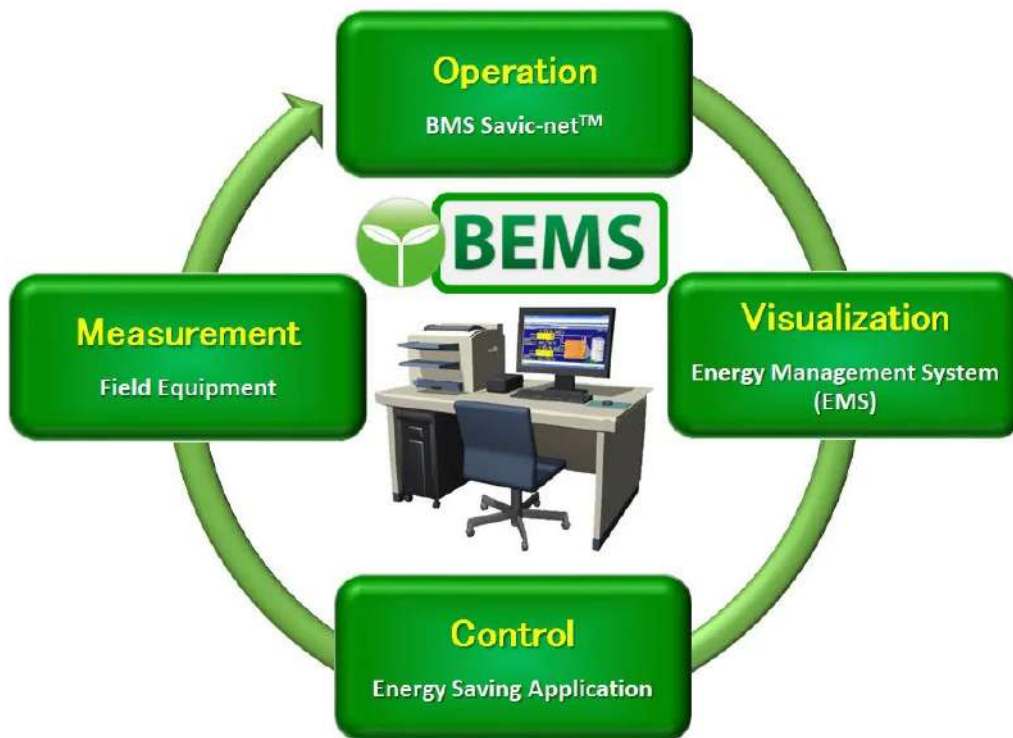 Operation
BMS Savic-net™
BEMS
Measurement
Field Equipment
Visualization
Energy Management System
(EMS)
Control
Energy Saving Application